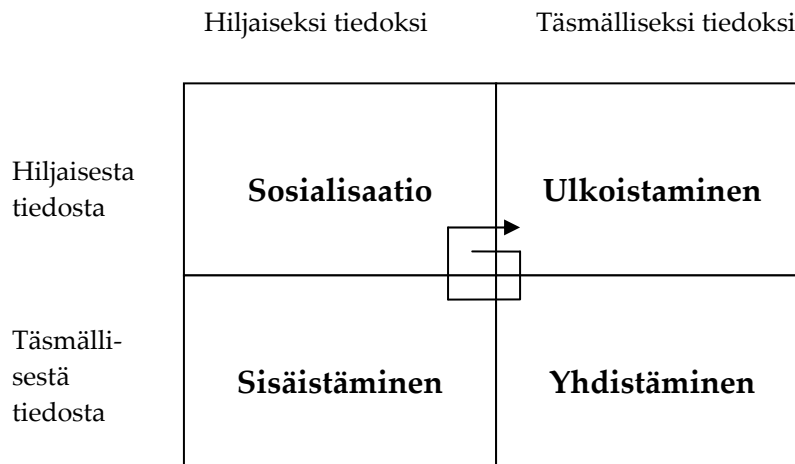 Hiljaiseksi tiedoksi Täsmälliseksi tiedoksi
Hiljaisesta
tiedosta
Sosialisaatio Ulkoistaminen
Täsmälli-
sestä
tiedosta
Sisäistäminen Yhdistäminen